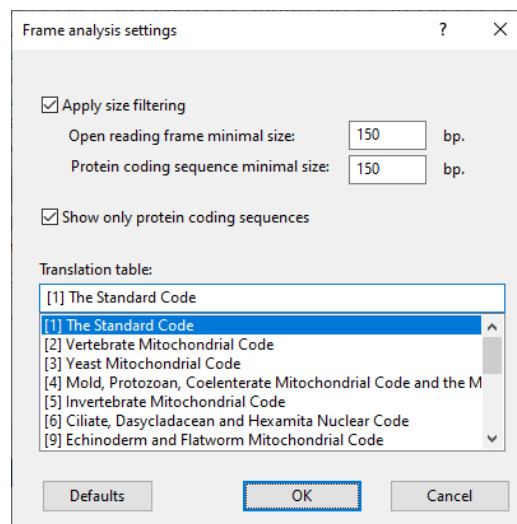 Frame analysis settings ?
Apply size filtering
Open reading frame minimal size: 150 bp.
Protein coding sequence minimal size: 150 bp.
Show only protein coding sequences
Translation table:
[1] The Standard Code
[1] The Standard Code
[2] Vertebrate Mitochondrial Code
[3] Yeast Mitochondrial Code
[4] Mold, Protozoan, Coelenterate Mitochondrial Code and the M
[5] Invertebrate Mitochondrial Code
[6] Ciliate, Dasycladacean and Hexamita Nuclear Code
[9] Echinoderm and Flatworm Mitochondrial Code
Defaults OK Cancel